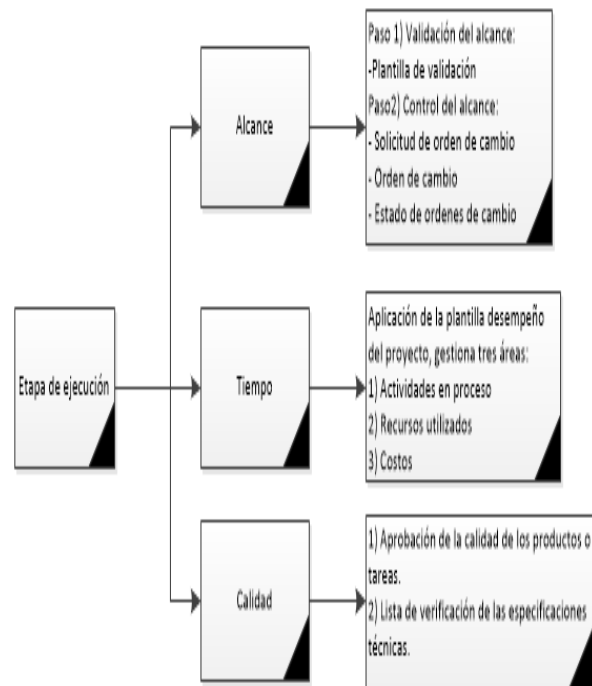 Etapa de ejecución
Alcance
Paso 1) Validación del alcance:
-Plantilla de validación
Paso2) Control del alcance:
- Solicitud de orden de cambio
- Orden de cambio
- Estado de ordenes de cambio
Tiempo
Aplicación de la plantilla desempeño
del proyecto, gestiona tres áreas:
1) Actividades en proceso
2) Recursos utilizados
3) Costos
Calidad
1) Aprobación de la calidad de los productos o
tareas.
2) Lista de verificación de las especificaciones
técnicas.